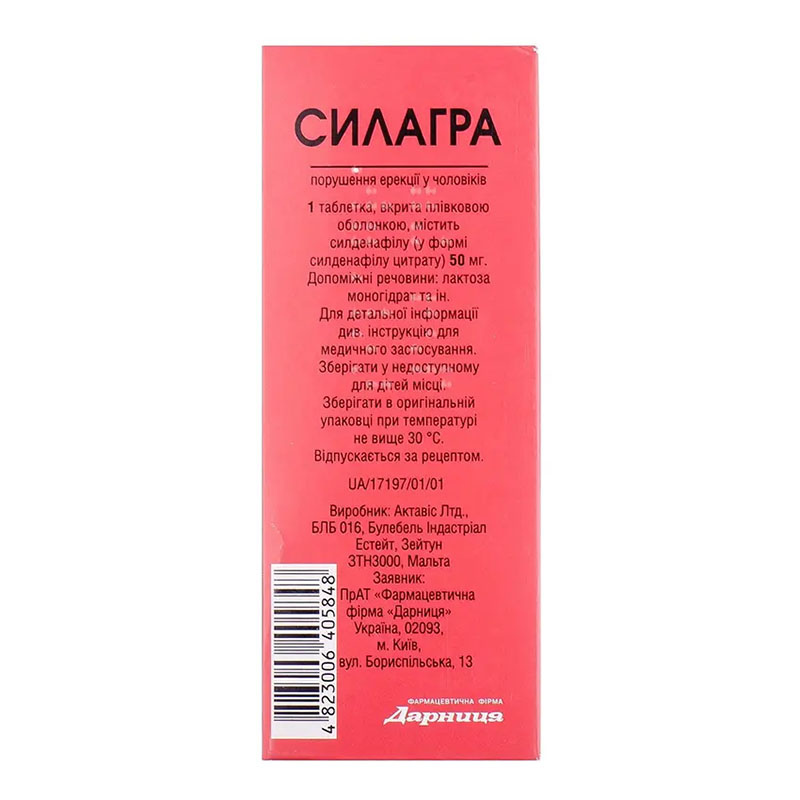 СИЛАГРА
порушення ерекції у чоловіків
1 таблетка, вкрита плівковою
оболонкою, містить
силденафілу (у формі
силденафілу цитрату) 50 мг.
Допоміжні речовини: лактоза
моногідрат та ін.
Для детальної інформації
див. інструкцію для
медичного застосування.
Зберігати у недоступному
для дітей місці.
Зберігати в оригінальній
упаковці при температурі
не вище 30 °С.
Відпускається за рецептом.
UA/17197/01/01
Виробник: Актавіс Лтд.,
БЛБ 016, Булебель Індастріал
Естейт, Зейтун
ЗТН3000, Мальта
Заявник:
ПрАТ «Фармацевтична
фірма «Дарниця»
Україна, 02093,
м. Київ,
вул. Бориспільська, 13
4 823006 405848
ФАРМАЦЕВТИЧНА ФІРМА
Дарниця